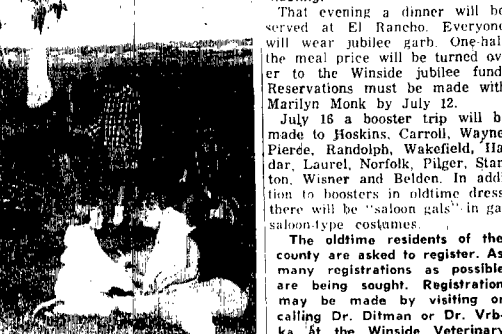 That evening a dinner will be
served at El Rancho. Everyone
will wear jubilee garb. One-hal
the meal price will be turned ov
er to the Winside jubilee fund
Reservations must be made with
Marilyn Monk by July 12.
July 16 a booster trip will b
made to Hoskins, Carroll, Wayne
Pierce, Randolph, Wakefield, Ha
dar, Laurel, Norfolk, Pilger, Stan
ton, Wisner and Belden. In addi
tion to boosters in oldtime dress
there will be "saloon gals" in ga
saloon-type costumes.
The oldtime residents of the
county are asked to register. As
many registrations as possible
are being sought. Registration
may be made by visiting or
calling Dr. Ditman or Dr. Vrb
ka at the Winside Veterinary